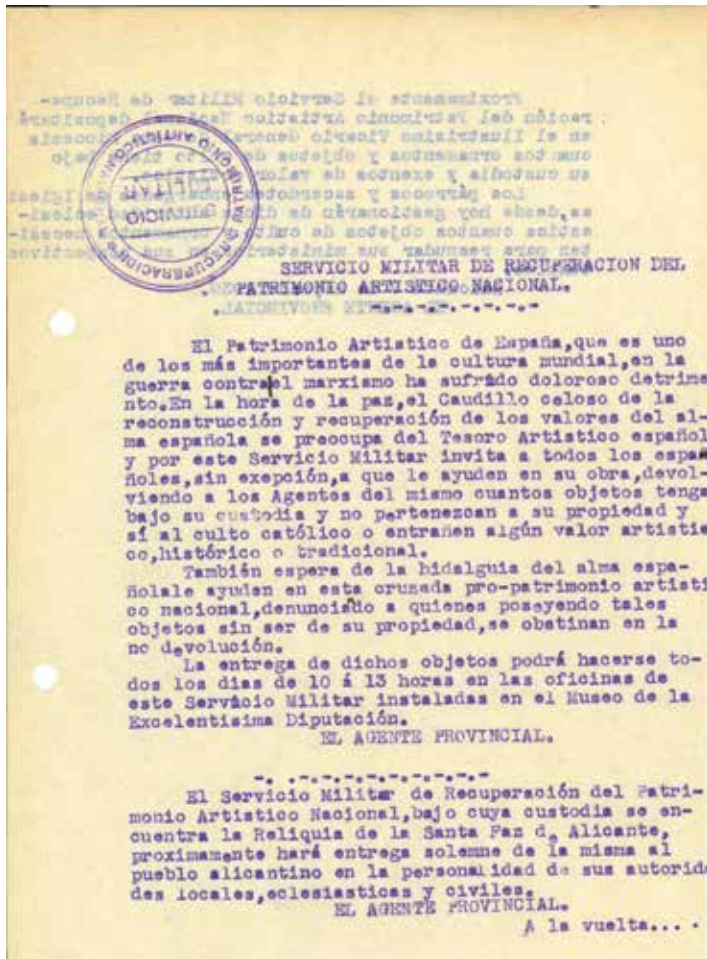 SERVICIO MILITAR DE RECUPERACION DEL
. PATRIMONIO ARTISTICO NACIONAL.
-.-.-.-.-.-.-.-
El Patrimonio Artistico de España,que es uno
de los más importantes de la cultura mundial,en la
guerra contra el marxismo ha sufrido doloroso detrime
nto.En la hora de la paz,el Caudillo celoso de la
reconstrucción y recuperación de los valores del al-
ma española se preocupa del Tesoro Artistico español
y por este Servicio Militar invita a todos los espa
ñoles,sin exepción,a que le ayuden en su obra,devol-
viendo a los Agentes del mismo cuantos objetos tenga
bajo su custodia y no pertenezcan a su propiedad y
sí al culto católico o entrañen algún valor artisti
co,histórico o tradicional.
También espera de la hidalguia del alma espa-
ñolale ayuden en esta cruzada pro-patrimonio artisti
co nacional,denunciado a quienes poseyendo tales
objetos sin ser de su propiedad,se obstinan en la
no devolución.
La entrega de dichos objetos podrá hacerse to-
dos los dias de 10 á 13 horas en las oficinas de
este Servicio Militar instaladas en el Museo de la
Excelentisima Diputación.
EL AGENTE PROVINCIAL.
-. .-.-.-.-.-.-.-.-
El Servicio Militar de Recuperación del Patri-
monio Artistico Nacional,bajo cuya custodia se en-
cuentra la Reliquia de la Santa Faz de Alicante,
proximamente hará entrega solemne de la misma al
pueblo alicantino en la personalidad de sus autorida
des locales,eclesiasticas y civiles.
EL AGENTE PROVINCIAL.
A la vuelta... .